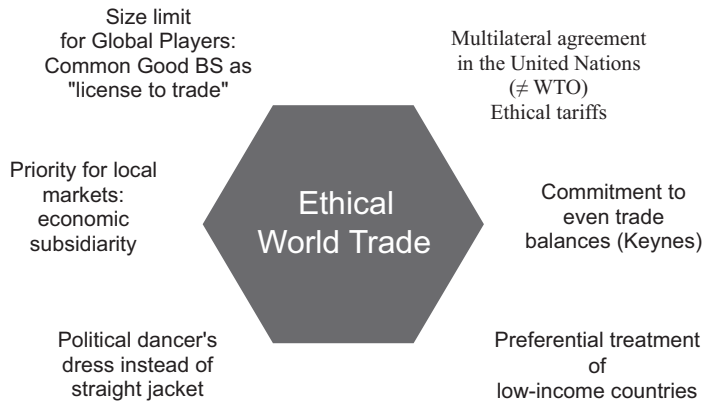 Size limit
for Global Players:
Common Good BS as
"license to trade"
Multilateral agreement
in the United Nations
(≠ WTO)
Ethical tariffs
Priority for local
markets:
economic
subsidiarity
Ethical
World Trade
Commitment to
even trade
balances (Keynes)
Political dancer's
dress instead of
straight jacket
Preferential treatment
of
low-income countries